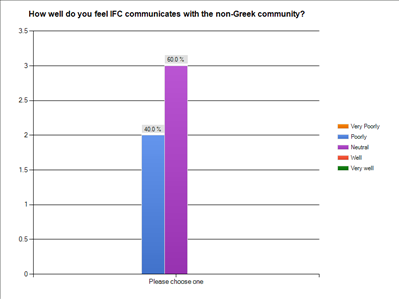 How well do you feel IFC communicates with the non-Greek community?
3.5
3
2.5
2
1.5
1
0.5
0
40.0 %
60.0 %
Please choose one
Very Poorly
Poorly
Neutral
Well
Very well